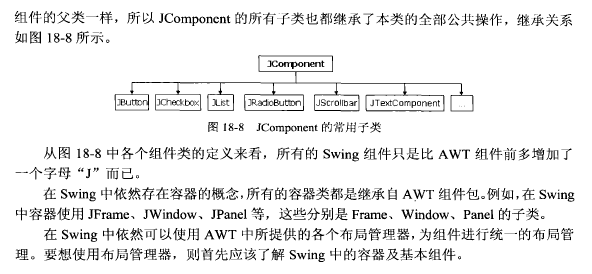 组件的父类一样，所以 JComponent 的所有子类也都继承了本类的全部公共操作，继承关系
如图 18-8 所示。
JComponent
JButton JCheckbox JList JRadioButton JScrollbar JTextComponent ...
图 18-8 JComponent 的常用子类
从图 18-8 中各个组件类的定义来看，所有的 Swing 组件只是比 AWT 组件前多增加了
一个字母“J”而已。
在 Swing 中依然存在容器的概念，所有的容器类都是继承自 AWT 组件包。例如，在 Swing
中容器使用 JFrame、JWindow、JPanel 等，这些分别是 Frame、Window、Panel 的子类。
在 Swing 中依然可以使用 AWT 中所提供的各个布局管理器，为组件进行统一的布局管
理。要想使用布局管理器，则首先应该了解 Swing 中的容器及基本组件。